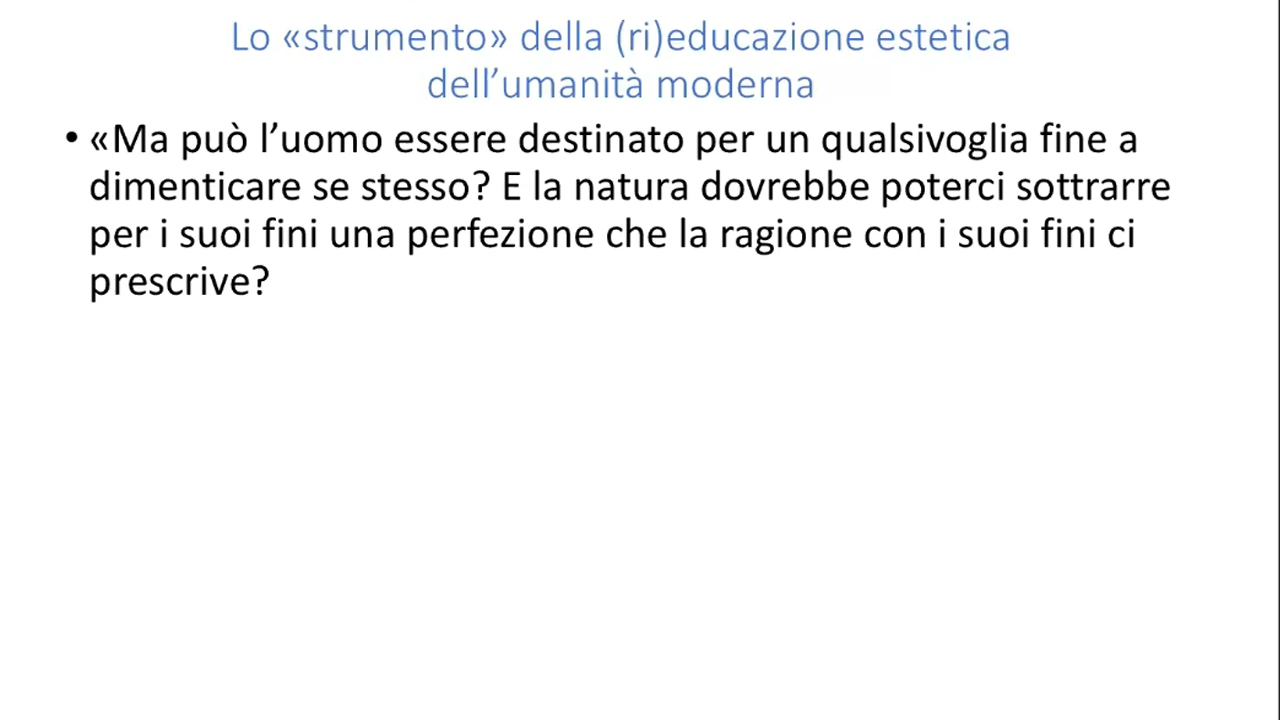 Lo «strumento» della (ri)educazione estetica
dell’umanità moderna
• «Ma può l’uomo essere destinato per un qualsivoglia fine a
dimenticare se stesso? E la natura dovrebbe poterci sottrarre
per i suoi fini una perfezione che la ragione con i suoi fini ci
prescrive?